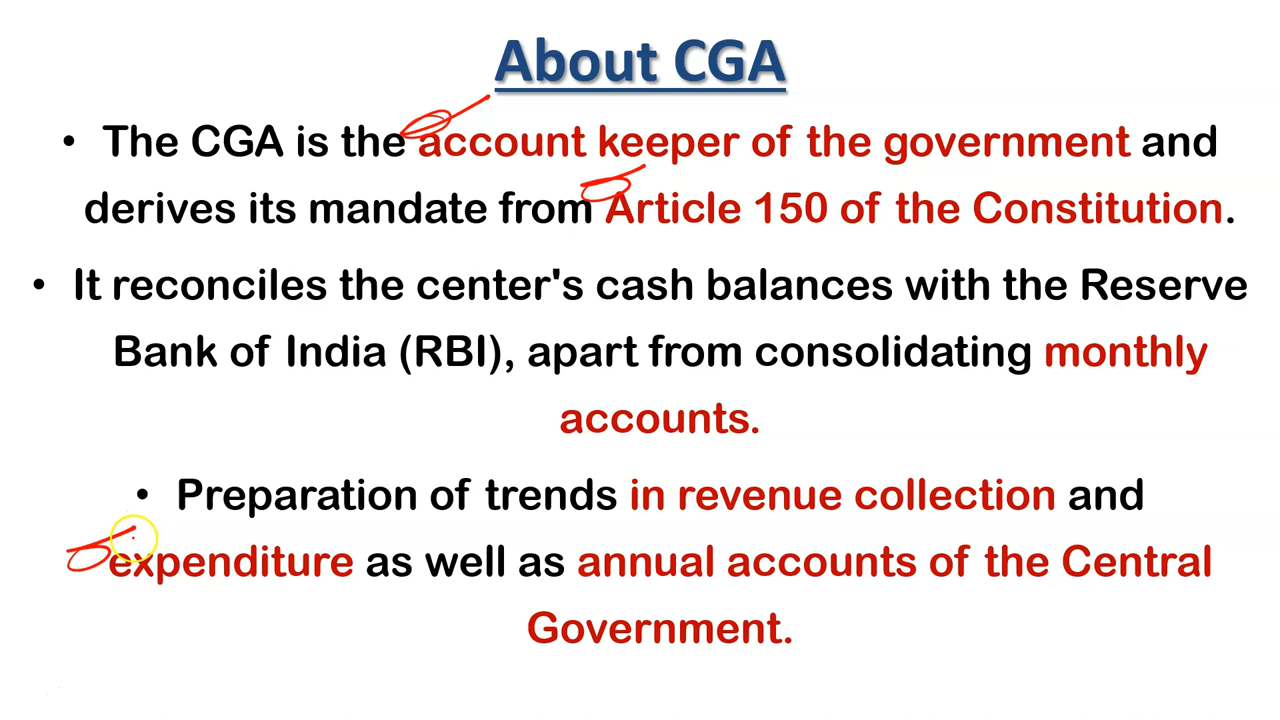 About CGA
• The CGA is the account keeper of the government and
derives its mandate from Article 150 of the Constitution.
• It reconciles the center's cash balances with the Reserve
Bank of India (RBI), apart from consolidating monthly
accounts.
• Preparation of trends in revenue collection and
expenditure as well as annual accounts of the Central
Government.